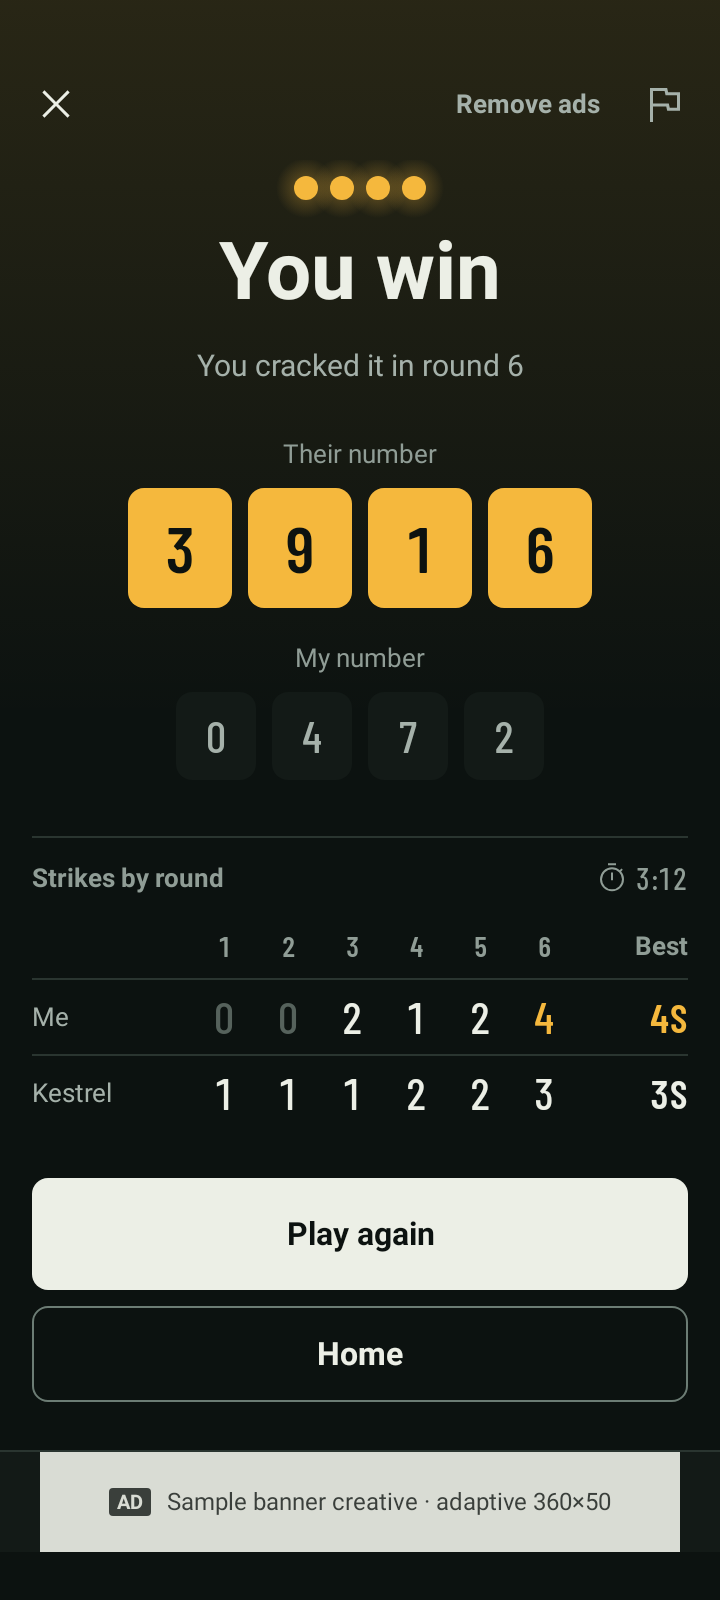 Remove ads
You win
You cracked it in round 6
Their number
3 9 1 6
My number
0 4 7 2
Strikes by round 3:12
1 2 3 4 5 6 Best
Me 0 0 2 1 2 4 4S
Kestrel 1 1 1 2 2 3 3S
Play again
Home
AD Sample banner creative · adaptive 360×50